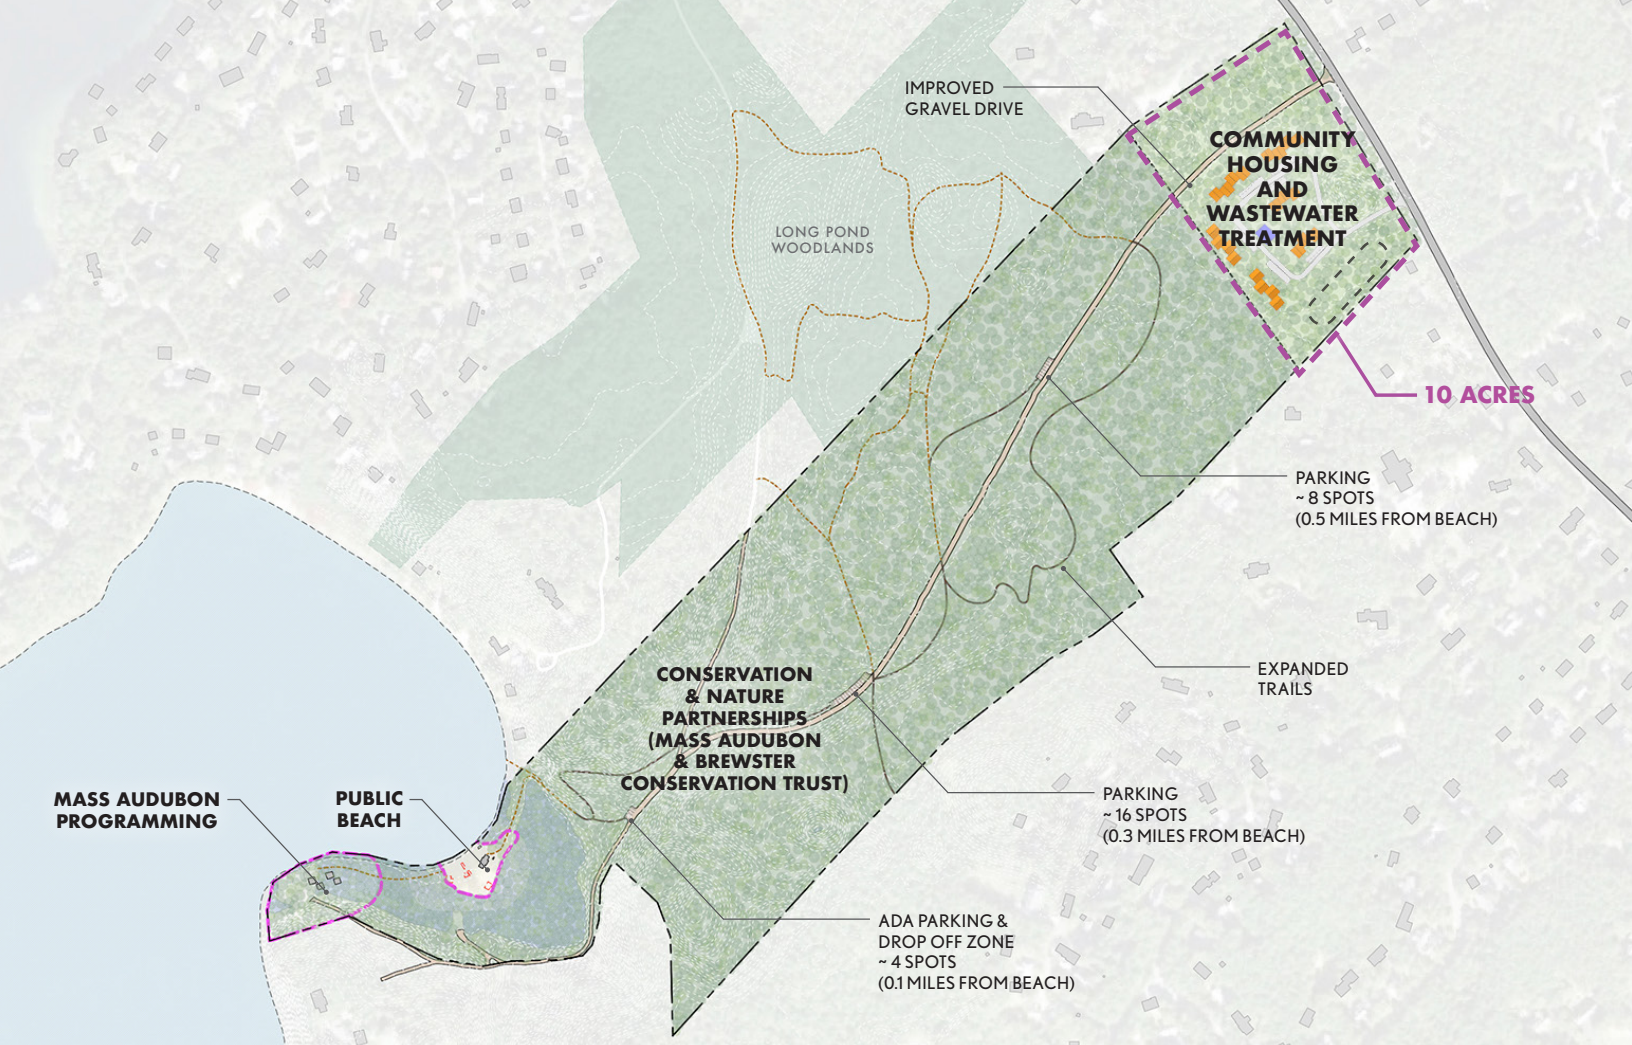 IMPROVED
GRAVEL DRIVE
COMMUNITY
HOUSING
AND
WASTEWATER
TREATMENT
LONG POND
WOODLANDS
10 ACRES
PARKING
~ 8 SPOTS
(0.5 MILES FROM BEACH)
EXPANDED
TRAILS
CONSERVATION
& NATURE
PARTNERSHIPS
(MASS AUDUBON
& BREWSTER
CONSERVATION TRUST)
MASS AUDUBON
PROGRAMMING
PUBLIC
BEACH
PARKING
~ 16 SPOTS
(0.3 MILES FROM BEACH)
ADA PARKING &
DROP OFF ZONE
~ 4 SPOTS
(0.1 MILES FROM BEACH)